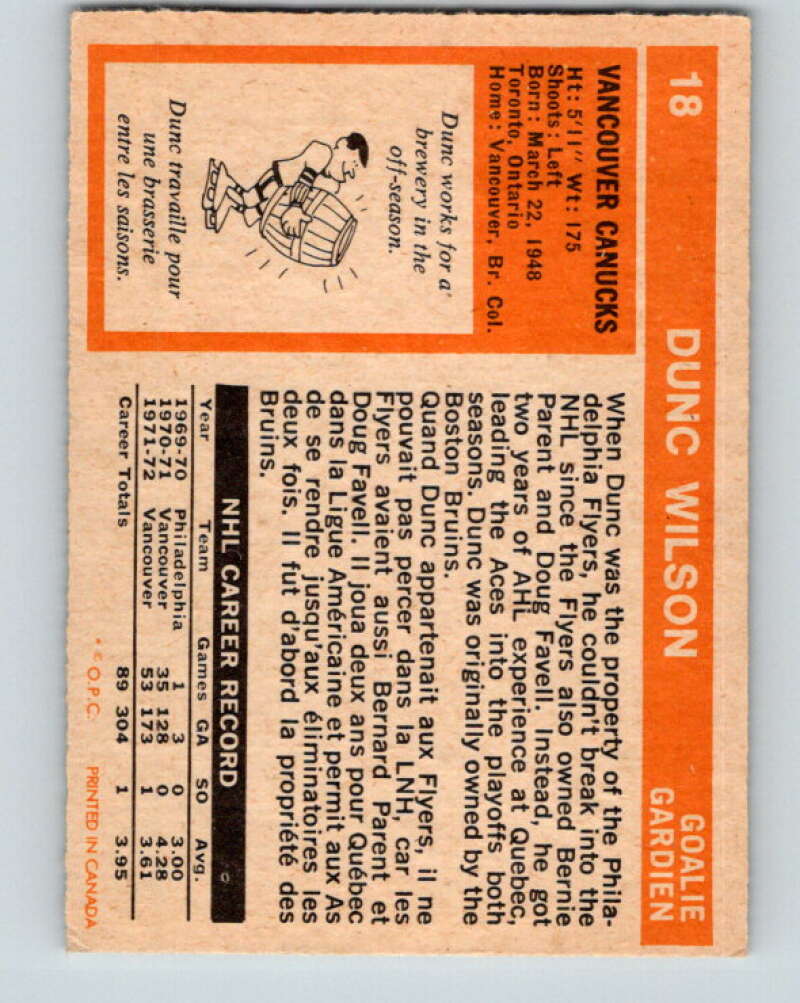 18 DUNC WILSON GOALIE
GARDIEN
VANCOUVER CANUCKS
Ht: 5'11" Wt: 175
Shoots: Left
Born: March 22, 1948
Toronto, Ontario
Home: Vancouver, Br. Col.
Dunc works for a
brewery in the
off-season.
Dunc travaille pour
une brasserie
entre les saisons.
When Dunc was the property of the Phila-
delphia Flyers, he couldn't break into the
NHL since the Flyers also owned Bernie
Parent and Doug Favell. Instead, he got
two years of AHL experience at Quebec,
leading the Aces into the playoffs both
seasons. Dunc was originally owned by the
Boston Bruins.
Quand Dunc appartenait aux Flyers, il ne
pouvait pas percer dans la LNH, car les
Flyers avaient aussi Bernard Parent et
Doug Favell. Il joua deux ans pour Québec
dans la Ligue Américaine et permit aux As
de se rendre jusqu'aux éliminatoires les
deux fois. Il fut d'abord la propriété des
Bruins.
NHL CAREER RECORD
Year Team Games GA SO Avg.
1969-70 Philadelphia 1 3 0 3.00
1970-71 Vancouver 35 128 0 4.28
1971-72 Vancouver 53 173 1 3.61
Career Totals 89 304 1 3.95
* © O.P.C. PRINTED IN CANADA